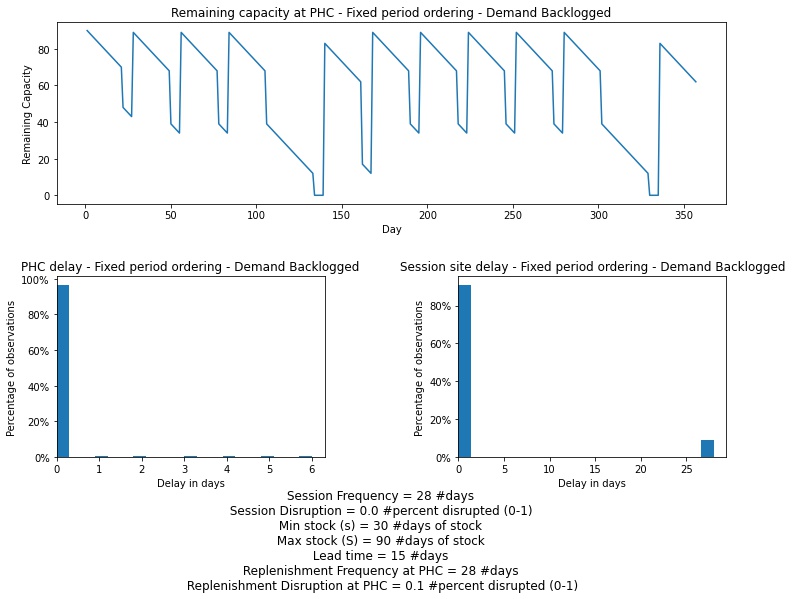 Remaining capacity at PHC - Fixed period ordering - Demand Backlogged
Remaining Capacity
80
60
40
20
0
0 50 100 150 200 250 300 350
Day
PHC delay - Fixed period ordering - Demand Backlogged
Percentage of observations
100%
80%
60%
40%
20%
0%
0 1 2 3 4 5 6
Delay in days
Session site delay - Fixed period ordering - Demand Backlogged
Percentage of observations
80%
60%
40%
20%
0%
0 5 10 15 20 25
Delay in days
Session Frequency = 28 #days
Session Disruption = 0.0 #percent disrupted (0-1)
Min stock (s) = 30 #days of stock
Max stock (S) = 90 #days of stock
Lead time = 15 #days
Replenishment Frequency at PHC = 28 #days
Replenishment Disruption at PHC = 0.1 #percent disrupted (0-1)